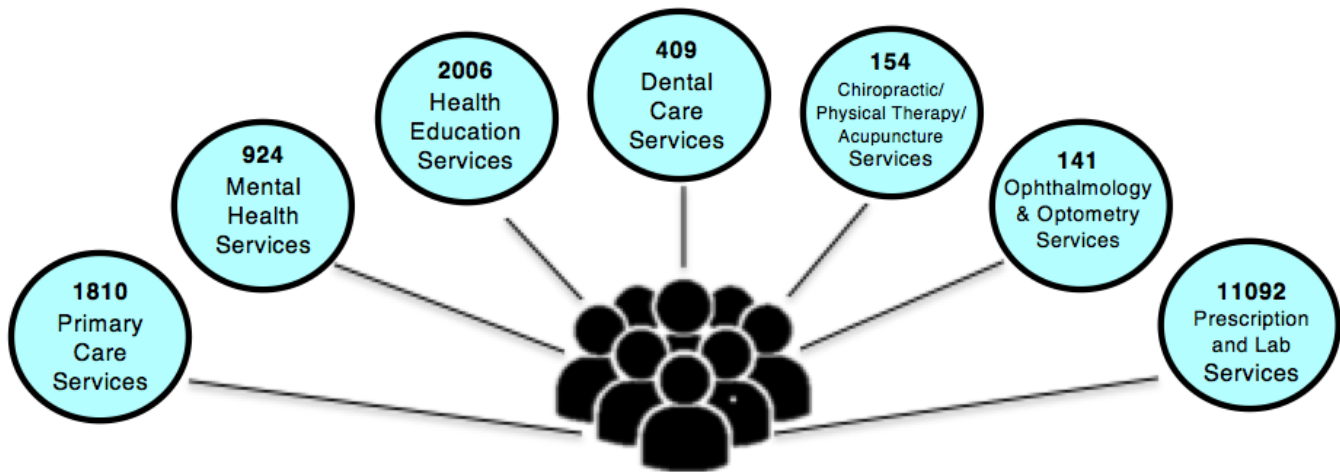 1810
Primary
Care
Services
924
Mental
Health
Services
2006
Health
Education
Services
409
Dental
Care
Services
154
Chiropractic/
Physical Therapy/
Acupuncture
Services
141
Ophthalmology
& Optometry
Services
11092
Prescription
and Lab
Services